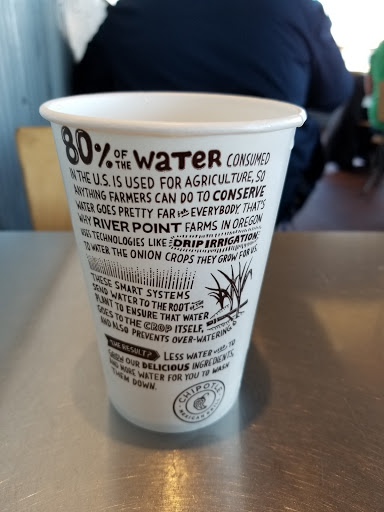 80% OF THE WATER CONSUMED
IN THE U.S. IS USED FOR AGRICULTURE, SO
ANYTHING FARMERS CAN DO TO CONSERVE
WATER GOES PRETTY FAR FOR EVERYBODY. THAT'S
WHY RIVER POINT FARMS IN OREGON
USES TECHNOLOGIES LIKE DRIP IRRIGATION
TO WATER THE ONION CROPS THEY GROW FOR US.
THESE SMART SYSTEMS
SEND WATER TO THE ROOT OF THE
PLANT TO ENSURE THAT WATER
GOES TO THE CROP ITSELF,
AND ALSO PREVENTS OVER-WATERING.
THE RESULT? LESS WATER USED TO
GROW OUR DELICIOUS INGREDIENTS,
AND MORE WATER FOR YOU TO WASH
THEM DOWN.
CHIPOTLE
MEXICAN GRILL